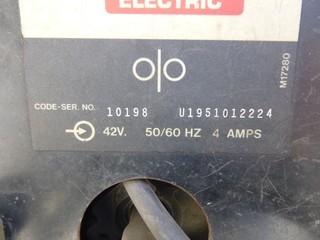 ELECTRIC
M17280
CODE-SER. NO. 10198 U1951012224
42V. 50/60 HZ 4 AMPS